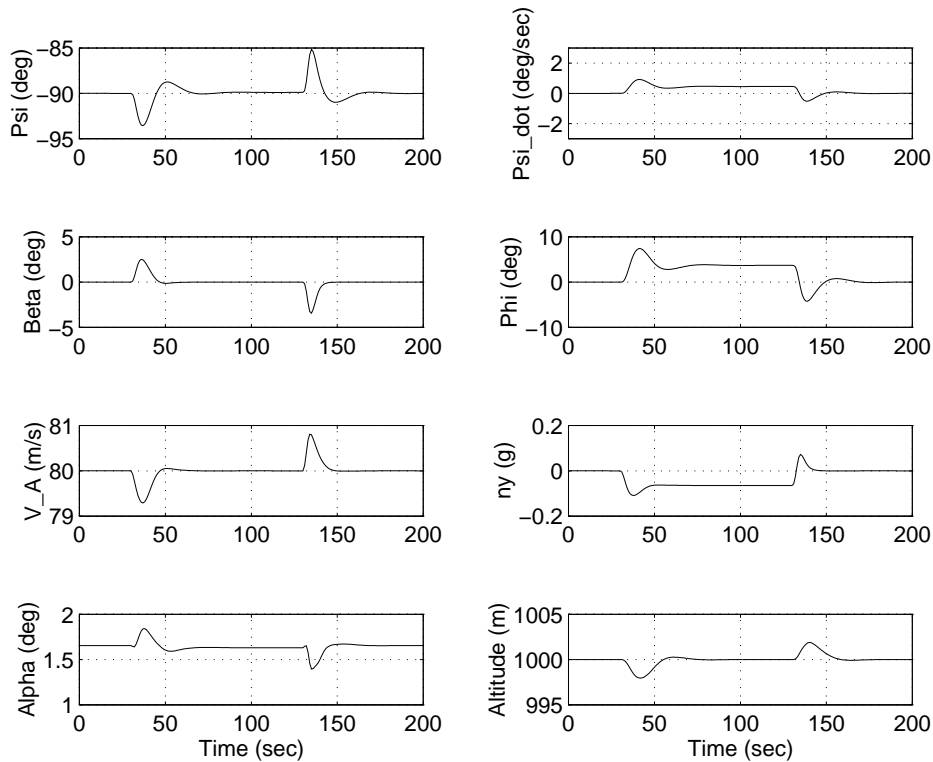 Psi (deg)
−85
−90
−95
0 50 100 150 200
Psi_dot (deg/sec)
2
0
−2
0 50 100 150 200
Beta (deg)
5
0
−5
0 50 100 150 200
Phi (deg)
10
0
−10
0 50 100 150 200
V_A (m/s)
81
80
79
0 50 100 150 200
ny (g)
0.2
0
−0.2
0 50 100 150 200
Alpha (deg)
2
1.5
1
0 50 100 150 200
Time (sec)
Altitude (m)
1005
1000
995
0 50 100 150 200
Time (sec)